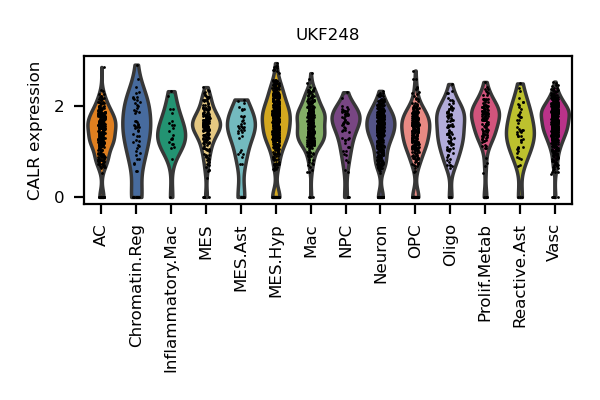 UKF248
CALR expression
2
0
AC
Chromatin.Reg
Inflammatory.Mac
MES
MES.Ast
MES.Hyp
Mac
NPC
Neuron
OPC
Oligo
Prolif.Metab
Reactive.Ast
Vasc